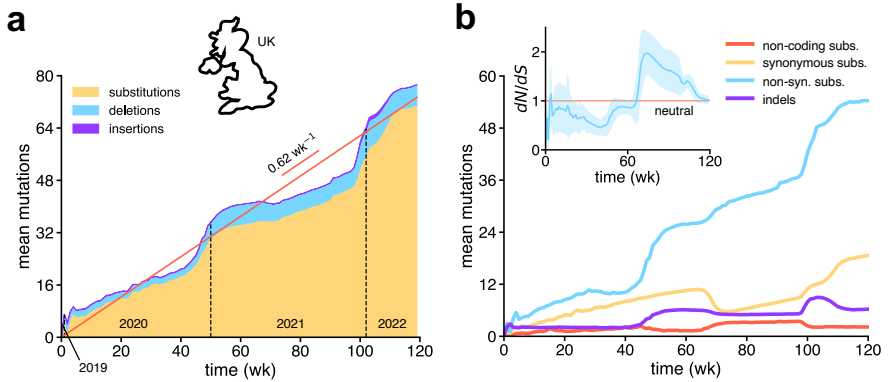 a
UK
80
64
48
32
16
0
mean mutations
substitutions
deletions
insertions
0.62 wk⁻¹
2020
2021
2022
2019
0
20
40
60
80
100
120
time (wk)
b
60
48
36
24
12
0
mean mutations
2
1
0
dN/dS
neutral
0
60
120
time (wk)
non-coding subs.
synonymous subs.
non-syn. subs.
indels
0
20
40
60
80
100
120
time (wk)